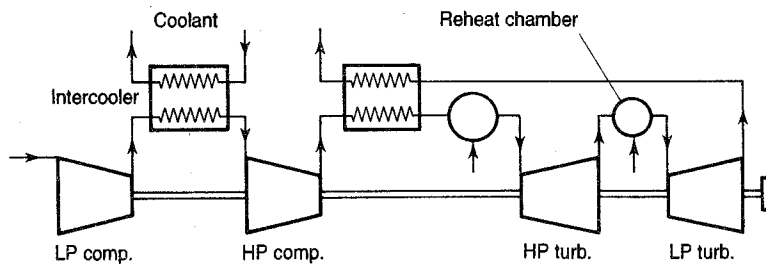 Coolant
Reheat chamber
Intercooler
LP comp.
HP comp.
HP turb.
LP turb.